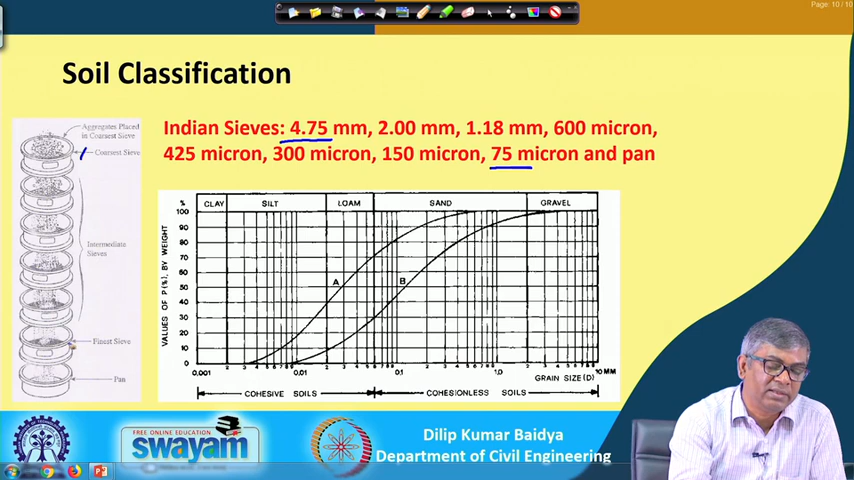 Page: 10 / 10
Soil Classification
Aggregates Placed
in Coarsest Sieve
Coarsest Sieve
Intermediate
Sieves
Finest Sieve
Pan
Indian Sieves: 4.75 mm, 2.00 mm, 1.18 mm, 600 micron,
425 micron, 300 micron, 150 micron, 75 micron and pan
% CLAY SILT LOAM SAND GRAVEL
100
90
80
70
60
50
40
30
20
10
0
VALUES OF P(%), BY WEIGHT
A
B
0.001 0.01 0.1 1.0 10 MM
GRAIN SIZE (D)
COHESIVE SOILS COHESIONLESS SOILS
FREE ONLINE EDUCATION
swayam
Dilip Kumar Baidya
Department of Civil Engineering